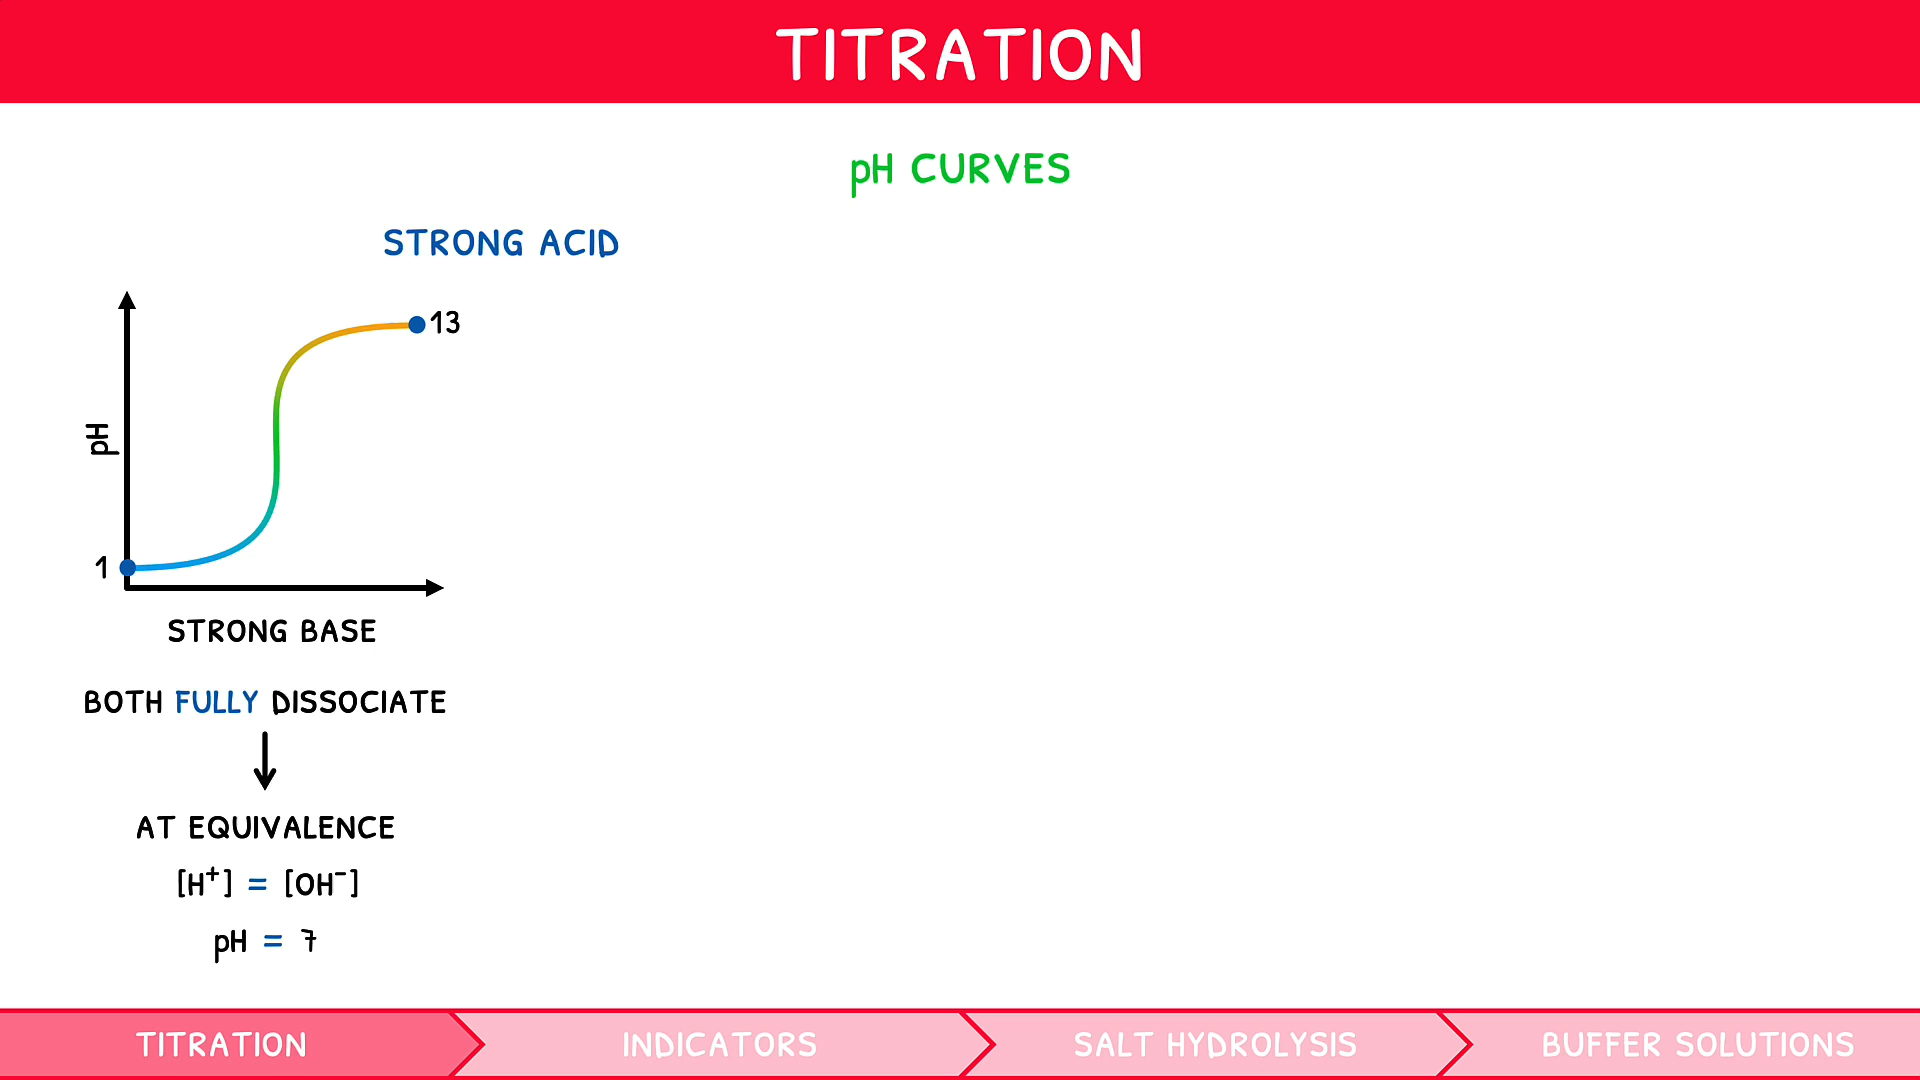 TITRATION
pH CURVES
STRONG ACID
13
pH
1
STRONG BASE
BOTH FULLY DISSOCIATE
AT EQUIVALENCE
[H⁺] = [OH⁻]
pH = 7
TITRATION
INDICATORS
SALT HYDROLYSIS
BUFFER SOLUTIONS